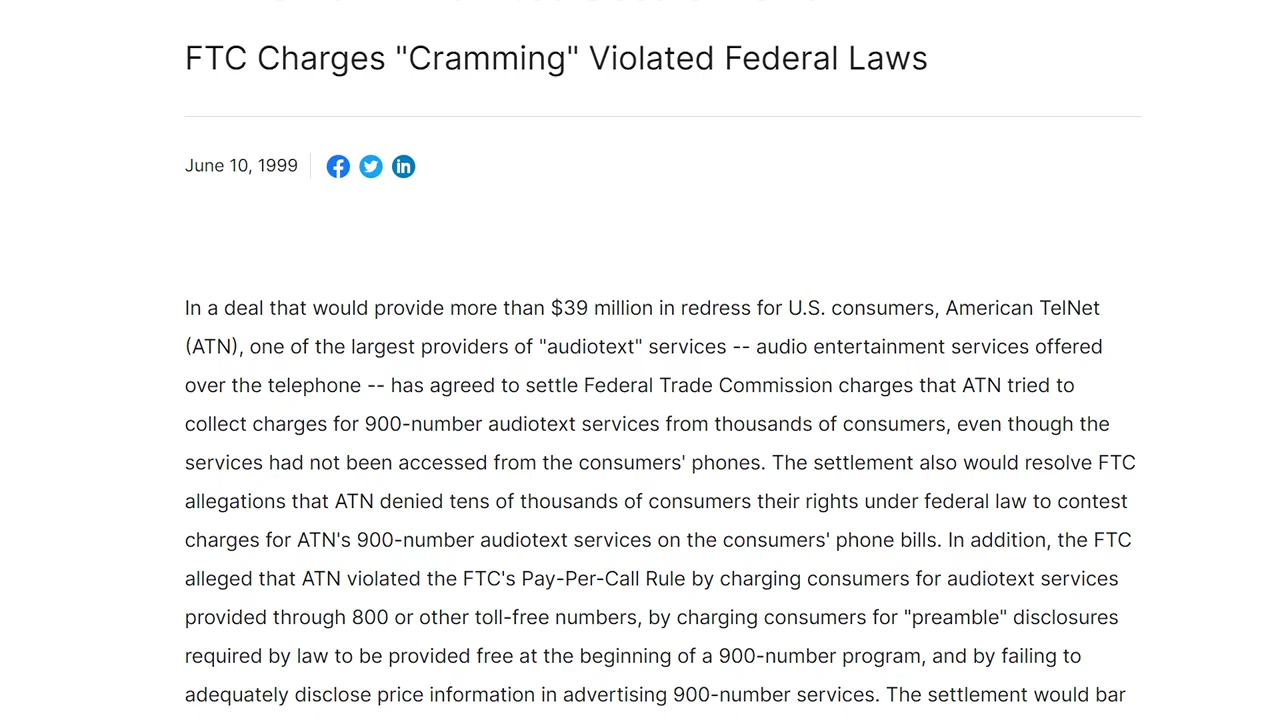 FTC Charges "Cramming" Violated Federal Laws
June 10, 1999
In a deal that would provide more than $39 million in redress for U.S. consumers, American TelNet
(ATN), one of the largest providers of "audiotext" services -- audio entertainment services offered
over the telephone -- has agreed to settle Federal Trade Commission charges that ATN tried to
collect charges for 900-number audiotext services from thousands of consumers, even though the
services had not been accessed from the consumers' phones. The settlement also would resolve FTC
allegations that ATN denied tens of thousands of consumers their rights under federal law to contest
charges for ATN's 900-number audiotext services on the consumers' phone bills. In addition, the FTC
alleged that ATN violated the FTC's Pay-Per-Call Rule by charging consumers for audiotext services
provided through 800 or other toll-free numbers, by charging consumers for "preamble" disclosures
required by law to be provided free at the beginning of a 900-number program, and by failing to
adequately disclose price information in advertising 900-number services. The settlement would bar